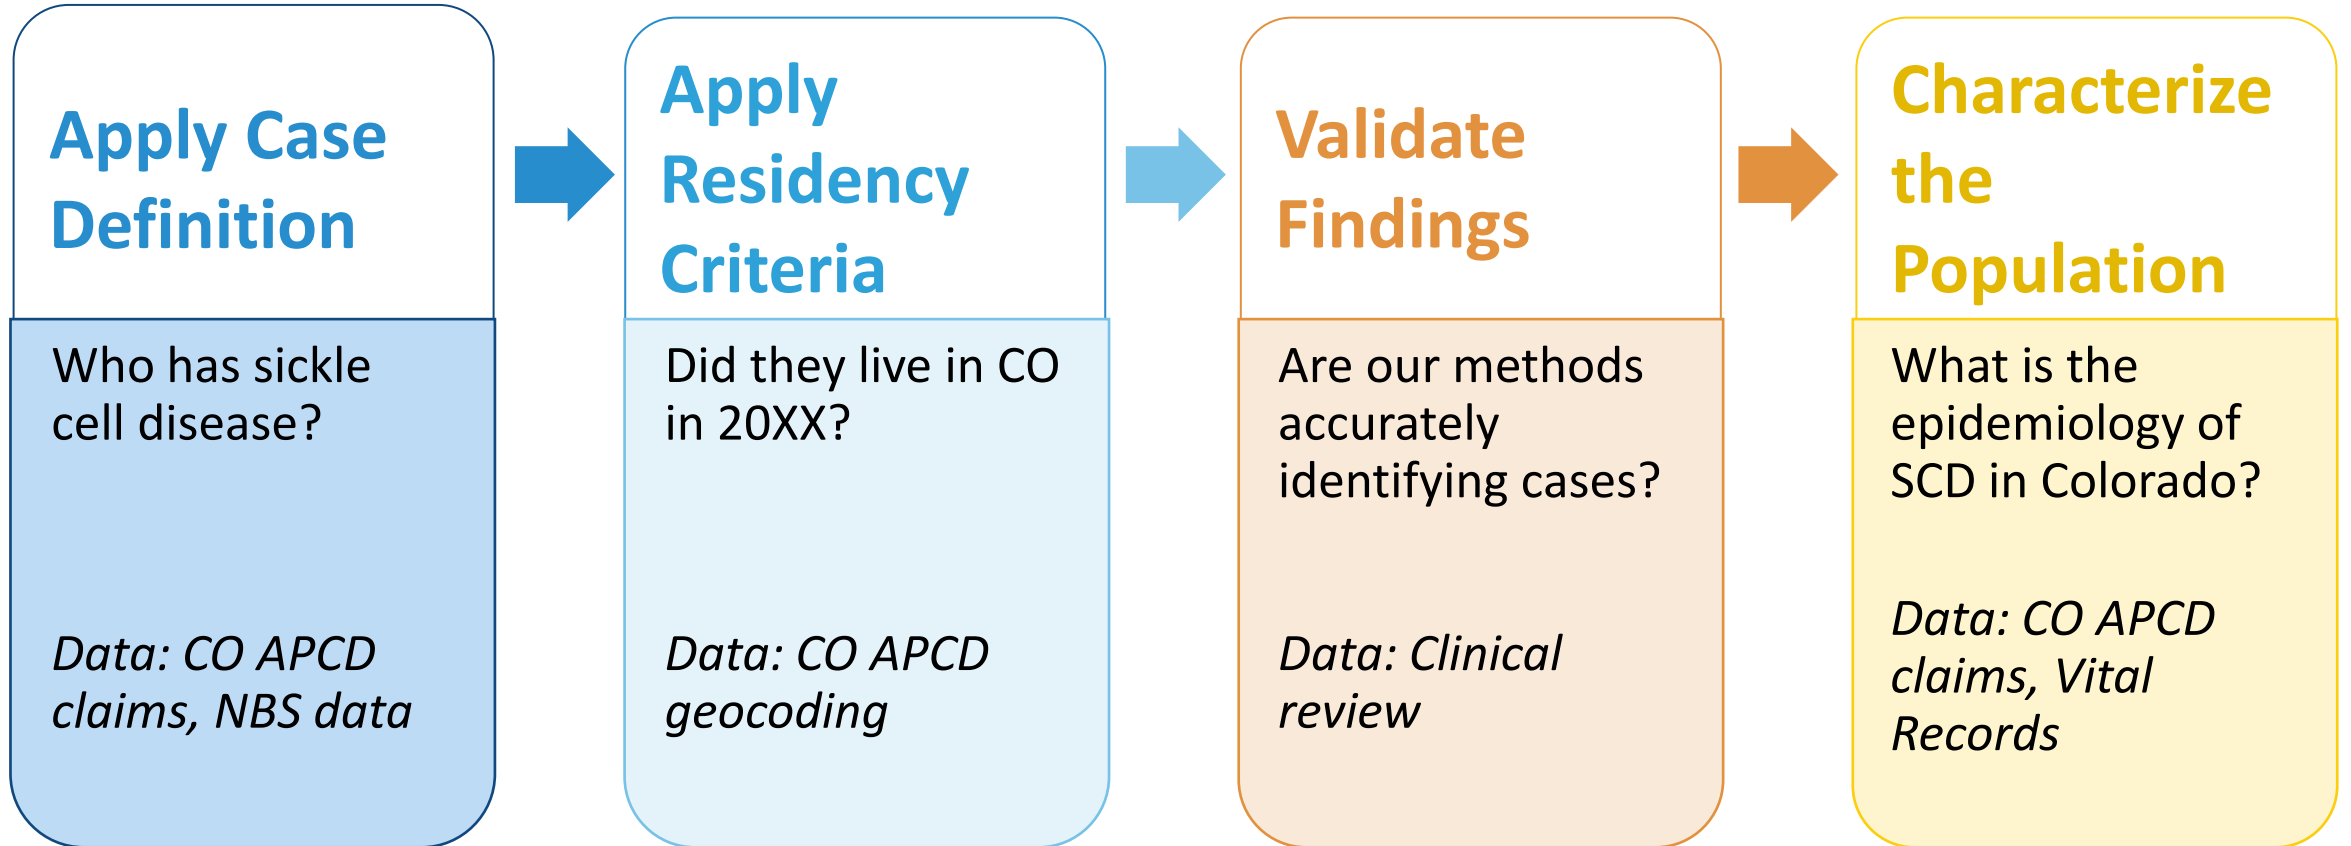 Apply Case
Definition
Who has sickle
cell disease?
Data: CO APCD
claims, NBS data
Apply
Residency
Criteria
Did they live in CO
in 20XX?
Data: CO APCD
geocoding
Validate
Findings
Are our methods
accurately
identifying cases?
Data: Clinical
review
Characterize
the
Population
What is the
epidemiology of
SCD in Colorado?
Data: CO APCD
claims, Vital
Records